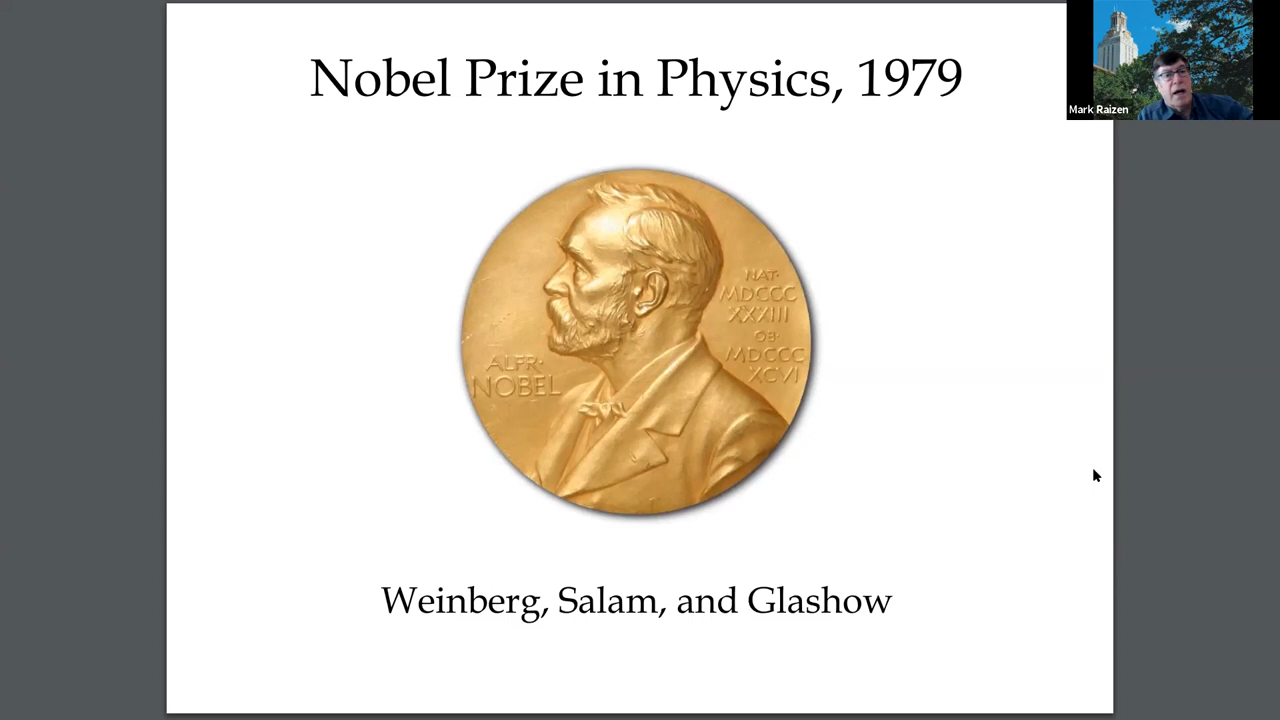 Nobel Prize in Physics, 1979
Mark Raizen
ALFR·
NOBEL
NAT·
MDCCC
XXXIII
OB·
MDCCC
XCVI
Weinberg, Salam, and Glashow